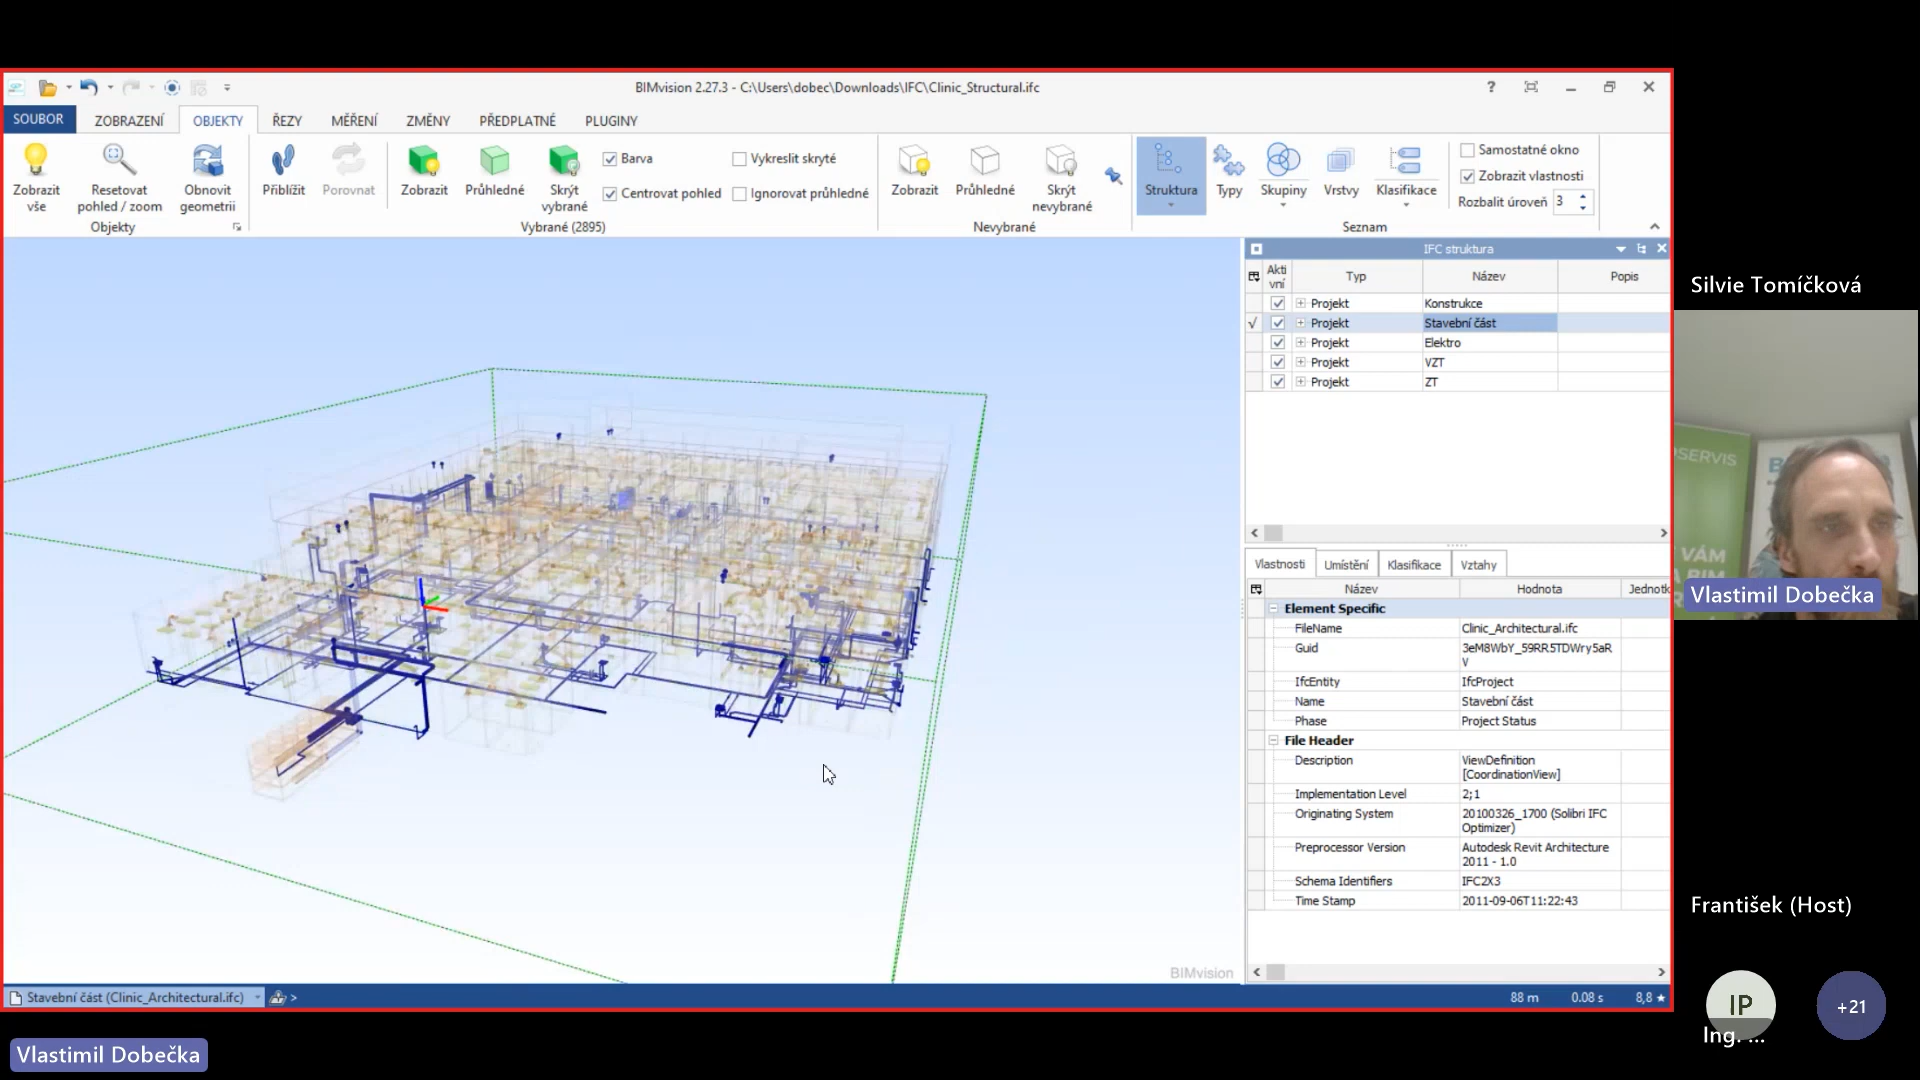 BIMvision 2.27.3 - C:\Users\dobec\Downloads\IFC\Clinic_Structural.ifc
SOUBOR ZOBRAZENÍ OBJEKTY ŘEZY MĚŘENÍ ZMĚNY PŘEDPLATNÉ PLUGINY
Zobrazit vše
Resetovat pohled / zoom
Obnovit geometrii
Objekty
Přiblížit
Porovnat
Zobrazit
Průhledné
Skrýt vybrané
Barva
Centrovat pohled
Vykreslit skryté
Ignorovat průhledné
Vybrané (2895)
Zobrazit
Průhledné
Skrýt nevybrané
Nevybrané
Struktura
Typy
Skupiny
Vrstvy
Klasifikace
Samostatné okno
Zobrazit vlastnosti
Rozbalit úroveň 3
Seznam
IFC struktura
Akti vní Typ Název Popis
Projekt Konstrukce
Projekt Stavební část
Projekt Elektro
Projekt VZT
Projekt ZT
Vlastnosti Umístění Klasifikace Vztahy
Název Hodnota Jednotk
Element Specific
FileName Clinic_Architectural.ifc
Guid 3eM8WbY_59RR5TDWry5aR
V
IfcEntity IfcProject
Name Stavební část
Phase Project Status
File Header
Description ViewDefinition
[CoordinationView]
Implementation Level 2;1
Originating System 20100326_1700 (Solibri IFC
Optimizer)
Preprocessor Version Autodesk Revit Architecture
2011 - 1.0
Schema Identifiers IFC2X3
Time Stamp 2011-09-06T11:22:43
BIMvision
Stavební část (Clinic_Architectural.ifc)
88 m 0.08 s 8,8
Vlastimil Dobečka
Silvie Tomíčková
SERVIS
VÁM
Vlastimil Dobečka
František (Host)
IP
Ing. ...
+21